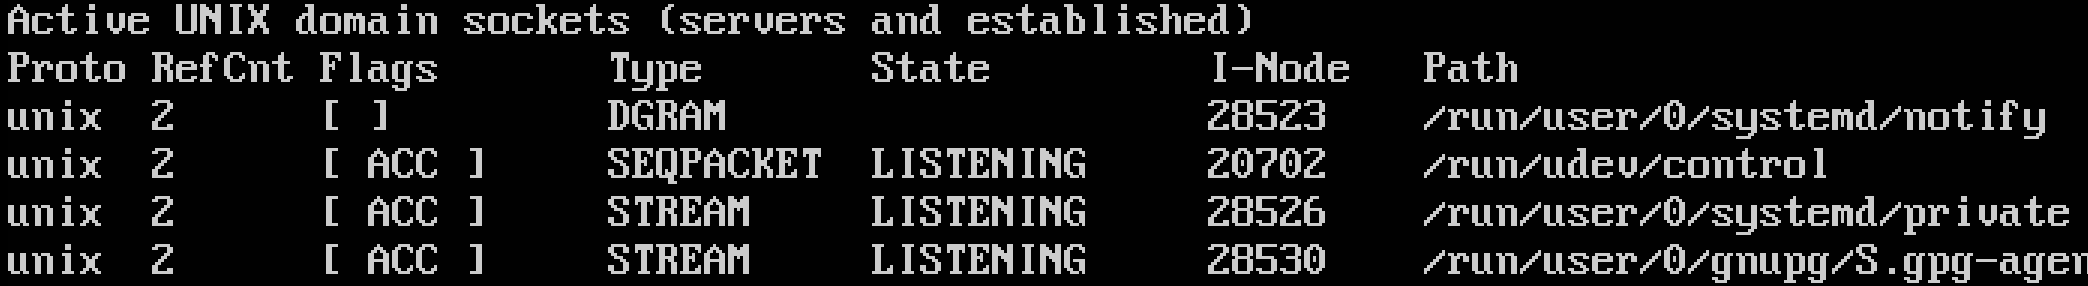 Active UNIX domain sockets (servers and established)
Proto RefCnt Flags       Type       State         I-Node   Path
unix  2      [ ]         DGRAM                    28523    /run/user/0/systemd/notify
unix  2      [ ACC ]     SEQPACKET  LISTENING     20702    /run/udev/control
unix  2      [ ACC ]     STREAM     LISTENING     28526    /run/user/0/systemd/private
unix  2      [ ACC ]     STREAM     LISTENING     28530    /run/user/0/gnupg/S.gpg-agen